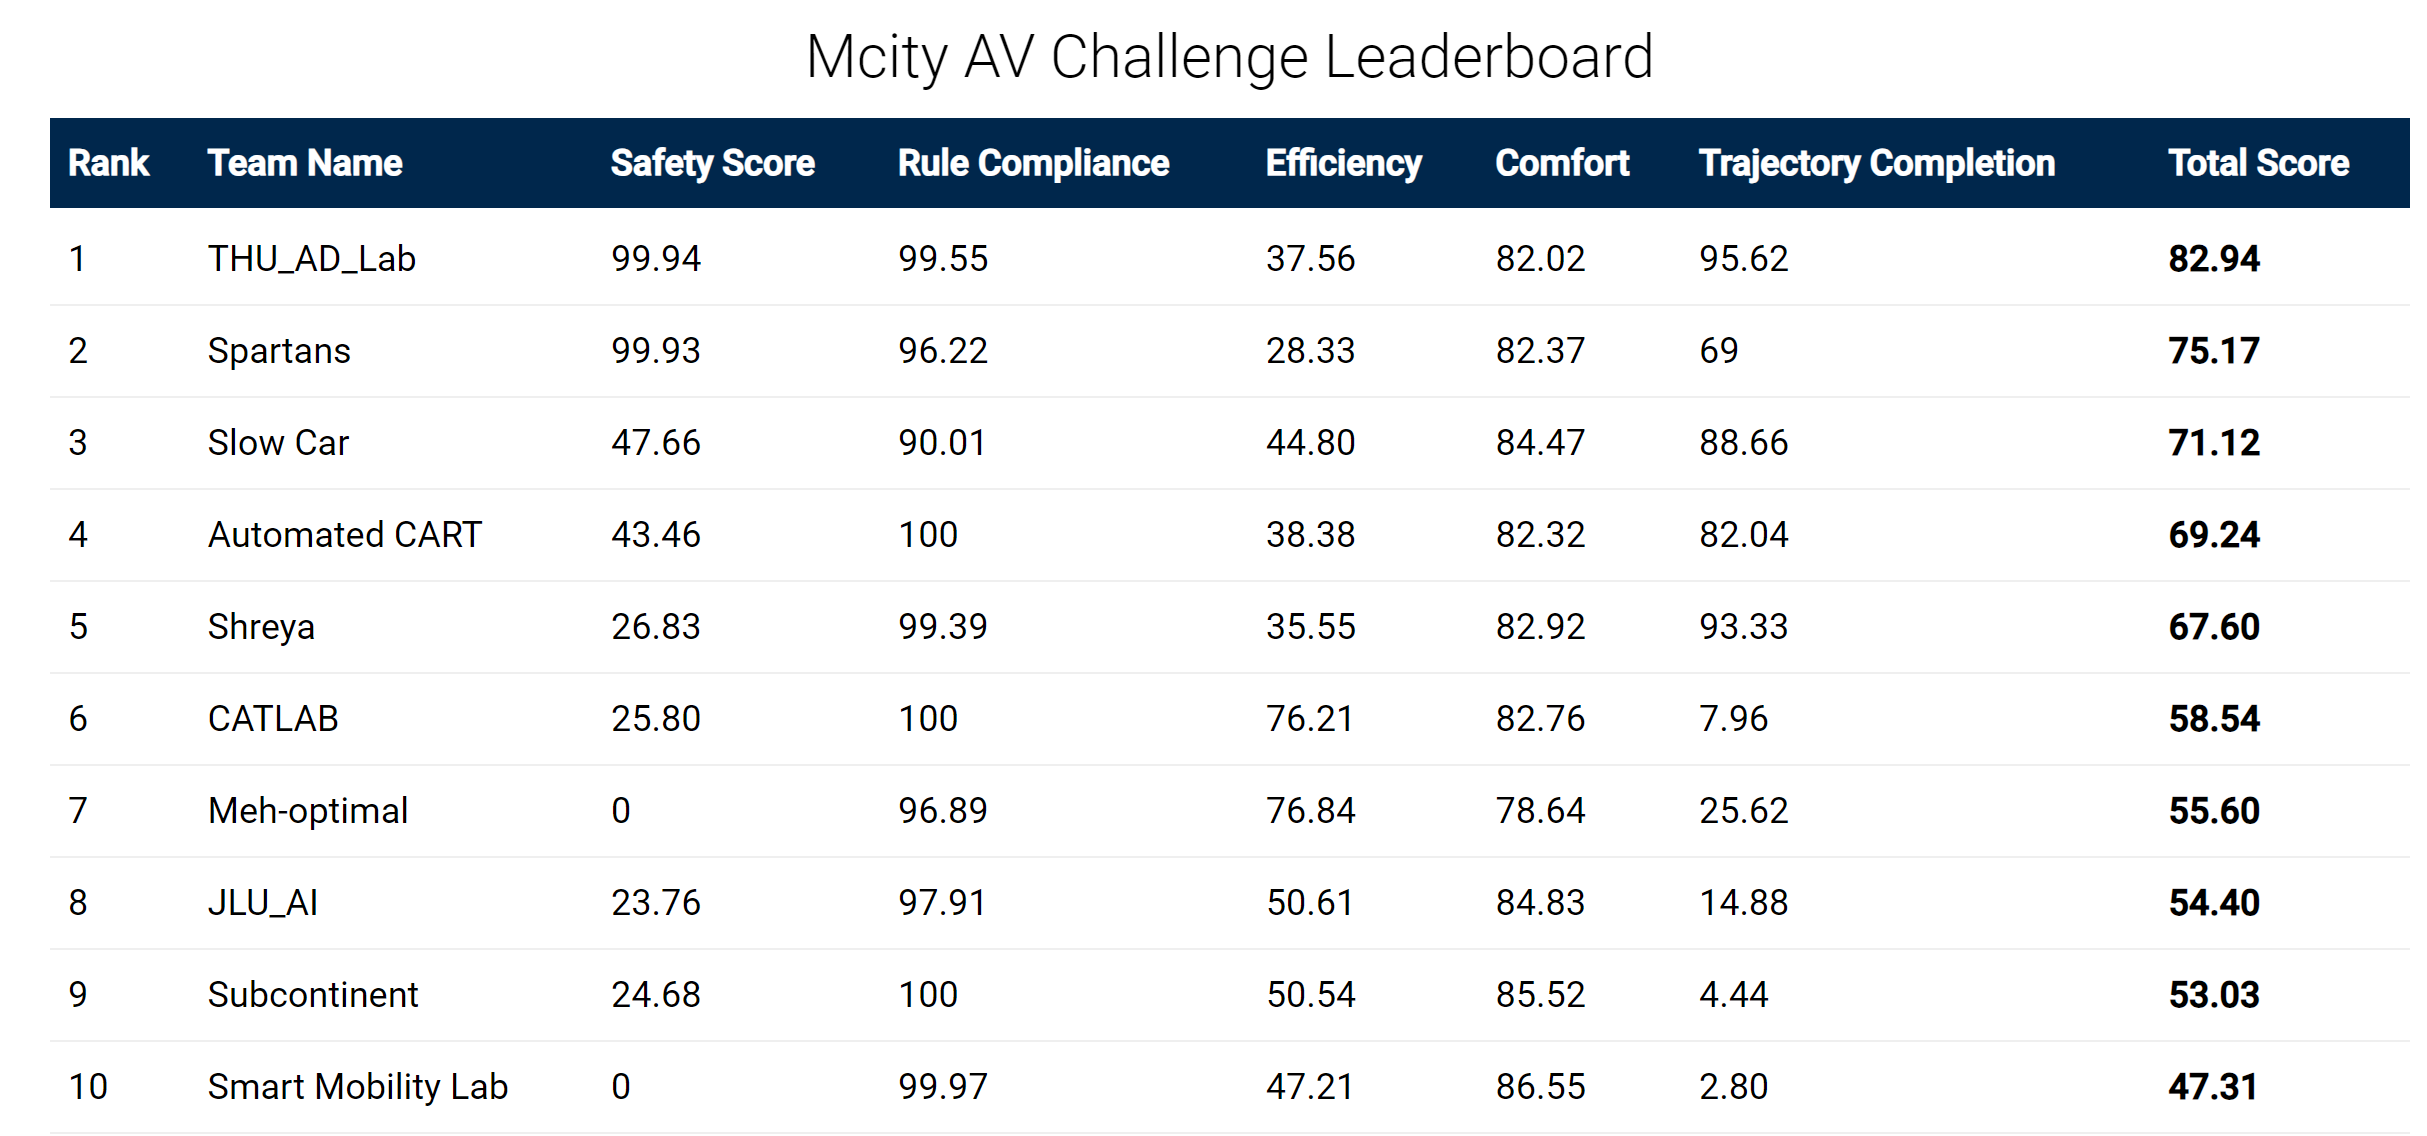 Mcity AV Challenge Leaderboard
Rank Team Name Safety Score Rule Compliance Efficiency Comfort Trajectory Completion Total Score
1 THU_AD_Lab 99.94 99.55 37.56 82.02 95.62 82.94
2 Spartans 99.93 96.22 28.33 82.37 69 75.17
3 Slow Car 47.66 90.01 44.80 84.47 88.66 71.12
4 Automated CART 43.46 100 38.38 82.32 82.04 69.24
5 Shreya 26.83 99.39 35.55 82.92 93.33 67.60
6 CATLAB 25.80 100 76.21 82.76 7.96 58.54
7 Meh-optimal 0 96.89 76.84 78.64 25.62 55.60
8 JLU_AI 23.76 97.91 50.61 84.83 14.88 54.40
9 Subcontinent 24.68 100 50.54 85.52 4.44 53.03
10 Smart Mobility Lab 0 99.97 47.21 86.55 2.80 47.31